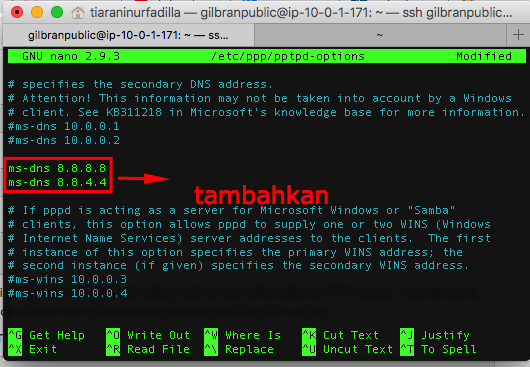 tiaraninurfadilla — gilbranpublic@ip-10-0-1-171: ~ — ssh gilbranpublic...
gilbranpublic@ip-10-0-1-171: ~ — ss... ~ +
GNU nano 2.9.3 /etc/ppp/pptpd-options Modified
# specifies the secondary DNS address.
# Attention! This information may not be taken into account by a Windows
# client. See KB311218 in Microsoft's knowledge base for more information.
#ms-dns 10.0.0.1
#ms-dns 10.0.0.2
ms-dns 8.8.8.8
ms-dns 8.8.4.4
tambahkan
# If pppd is acting as a server for Microsoft Windows or "Samba"
# clients, this option allows pppd to supply one or two WINS (Windows
# Internet Name Services) server addresses to the clients.  The first
# instance of this option specifies the primary WINS address; the
# second instance (if given) specifies the secondary WINS address.
#ms-wins 10.0.0.3
#ms-wins 10.0.0.4
^G Get Help ^O Write Out ^W Where Is ^K Cut Text ^J Justify
^X Exit ^R Read File ^\ Replace ^U Uncut Text ^T To Spell